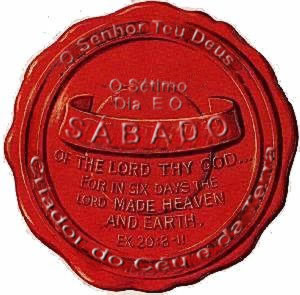 O Senhor Teu Deus
O Sétimo
Dia E O
SABADO
OF THE LORD THY GOD...
FOR IN SIX DAYS THE
LORD MADE HEAVEN
AND EARTH.
EX. 20:8-11
Criador do Céu e da Terra